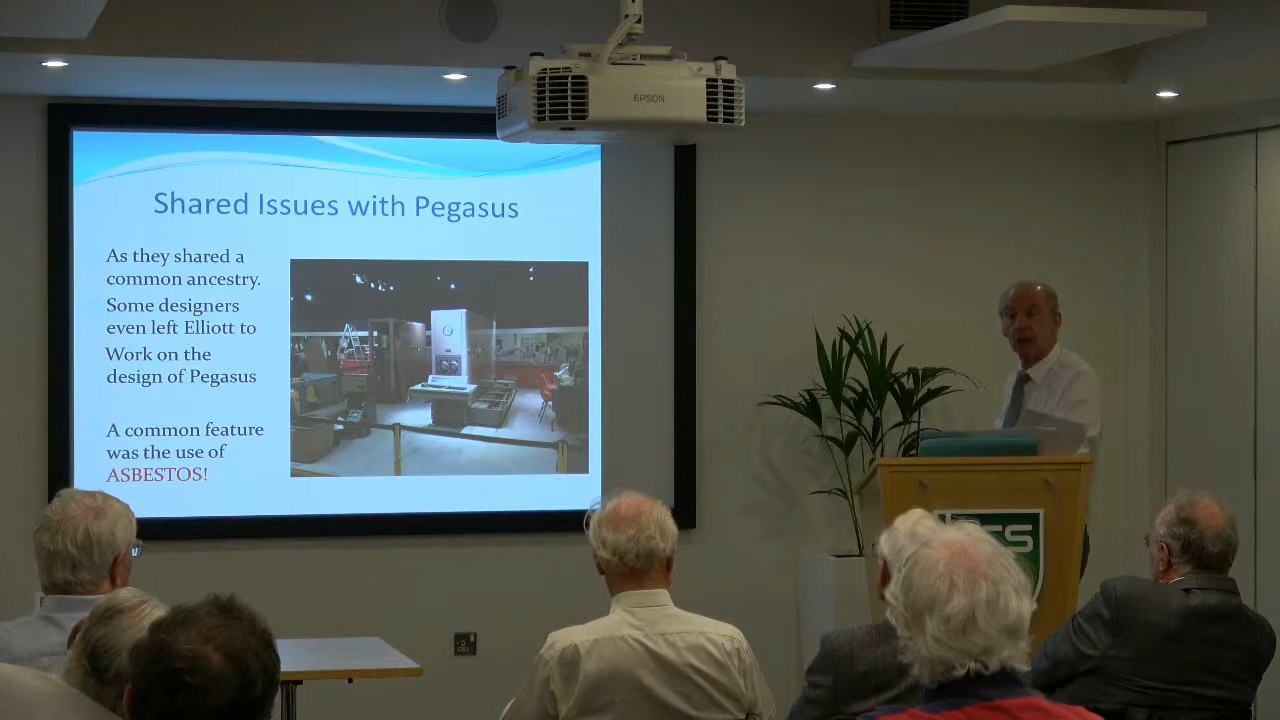 EPSON
Shared Issues with Pegasus
As they shared a
common ancestry.
Some designers
even left Elliott to
Work on the
design of Pegasus
A common feature
was the use of
ASBESTOS!